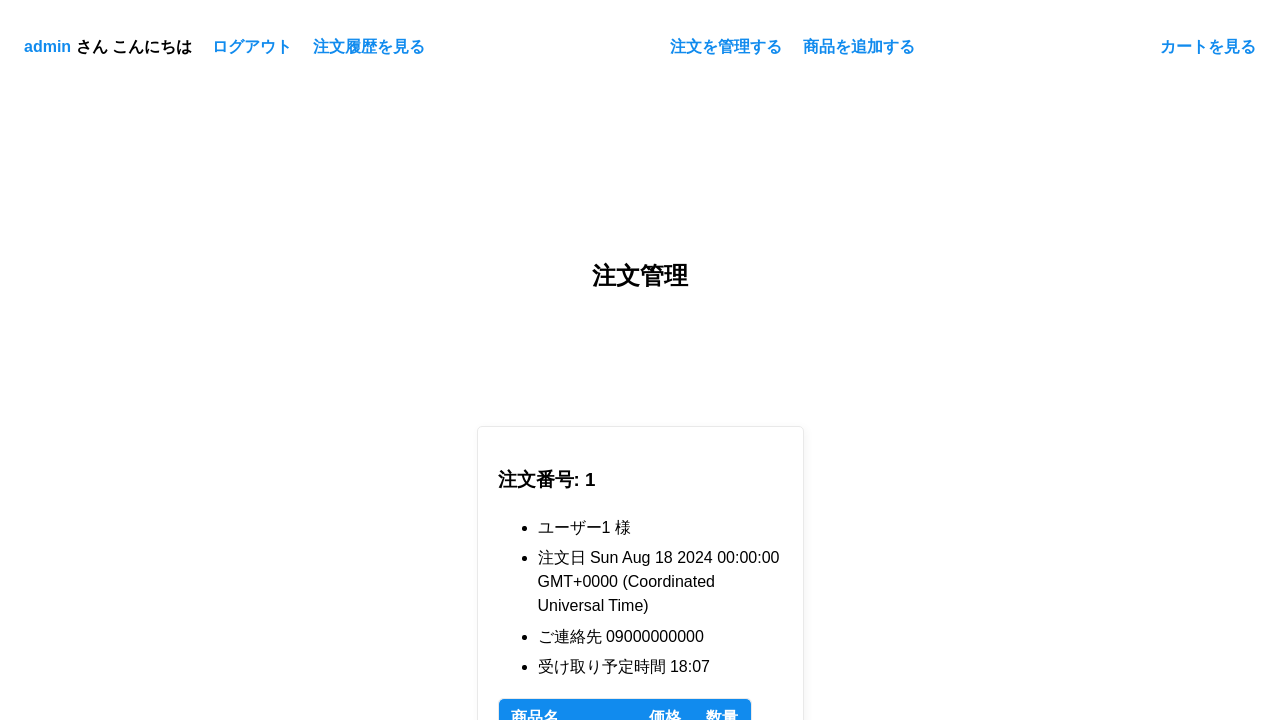 admin さん こんにちは ログアウト 注文履歴を見る 注文を管理する 商品を追加する カートを見る
注文管理
注文番号: 1
ユーザー1 様
注文日 Sun Aug 18 2024 00:00:00
GMT+0000 (Coordinated
Universal Time)
ご連絡先 09000000000
受け取り予定時間 18:07
商品名 価格 数量